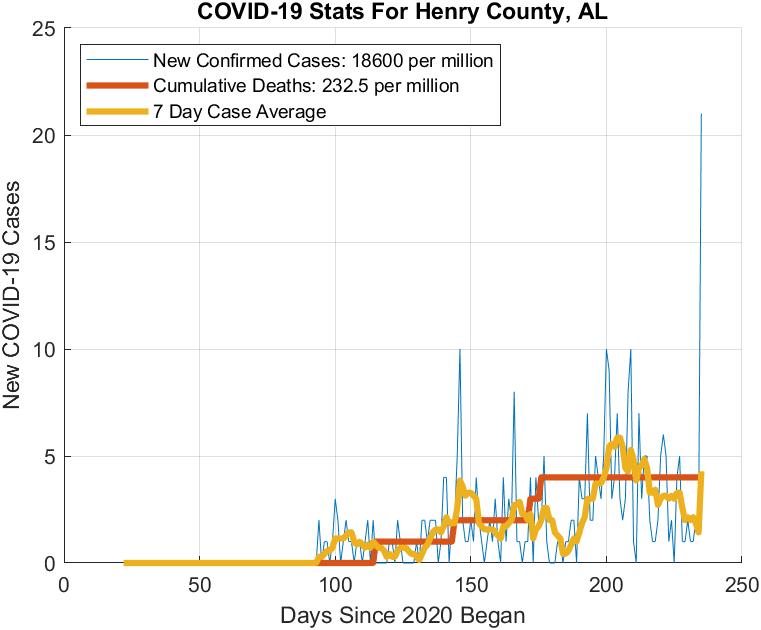 COVID-19 Stats For Henry County, AL
25
New Confirmed Cases: 18600 per million
Cumulative Deaths: 232.5 per million
7 Day Case Average
20
15
10
5
0
New COVID-19 Cases
0 50 100 150 200 250
Days Since 2020 Began